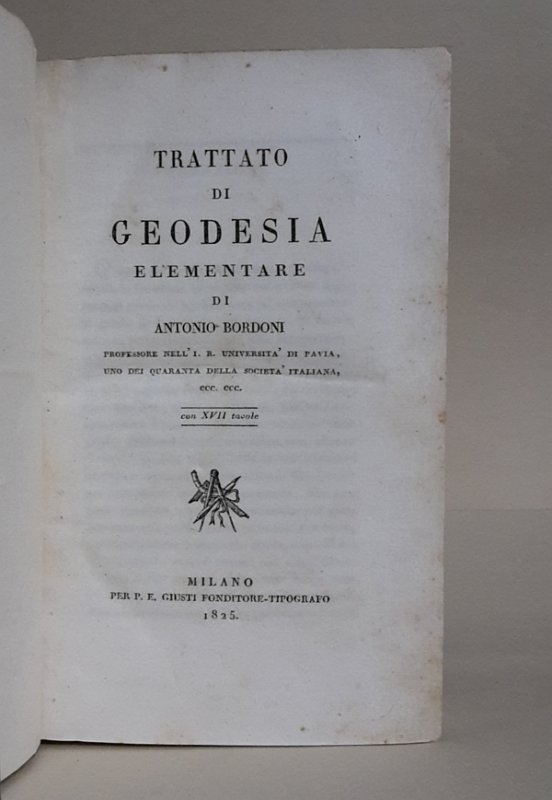 TRATTATO
DI
GEODESIA
ELEMENTARE
DI
ANTONIO BORDONI
PROFESSORE NELL' I. R. UNIVERSITA' DI PAVIA,
UNO DEI QUARANTA DELLA SOCIETA' ITALIANA,
ecc. ecc.
con XVII tavole
MILANO
PER P. E. GIUSTI FONDITORE-TIPOGRAFO
1825.